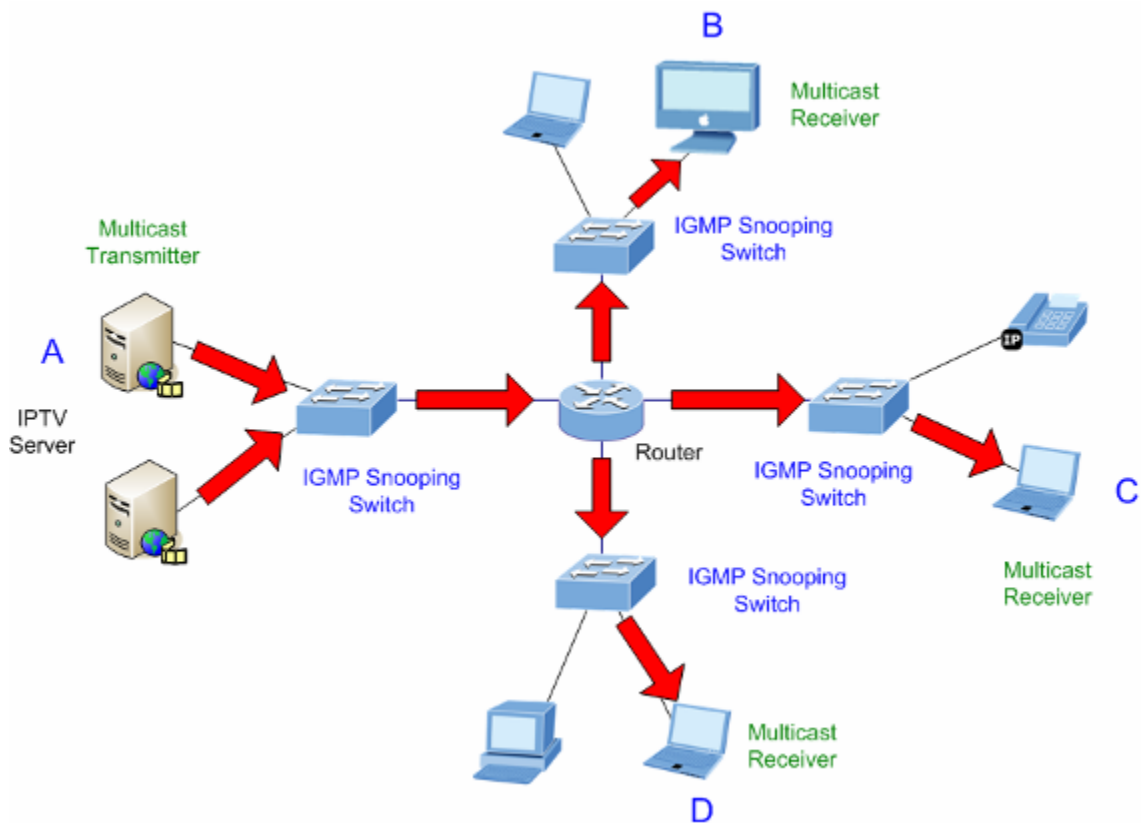 B
Multicast
Receiver
IGMP Snooping
Switch
Multicast
Transmitter
A
IPTV
Server
IGMP Snooping
Switch
Router
IP
IGMP Snooping
Switch
C
Multicast
Receiver
IGMP Snooping
Switch
Multicast
Receiver
D